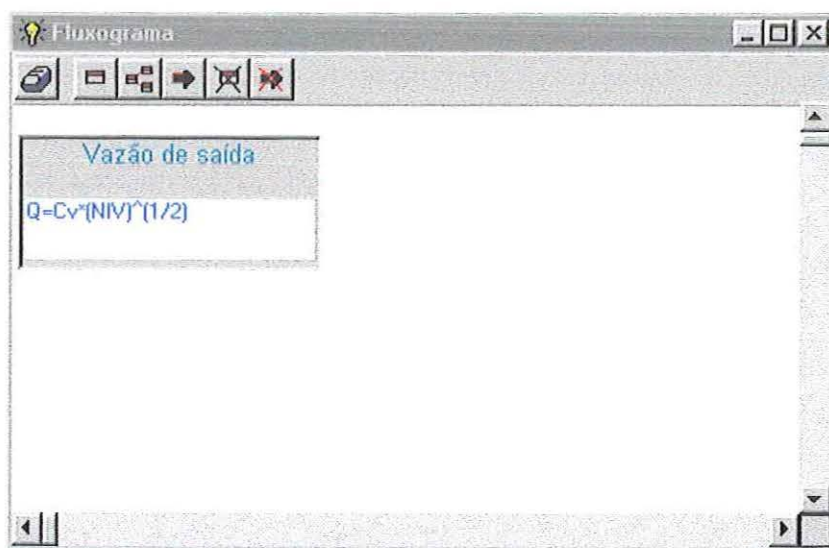 Fluxograma
Vazão de saída
Q=Cv*(NIV)^(1/2)